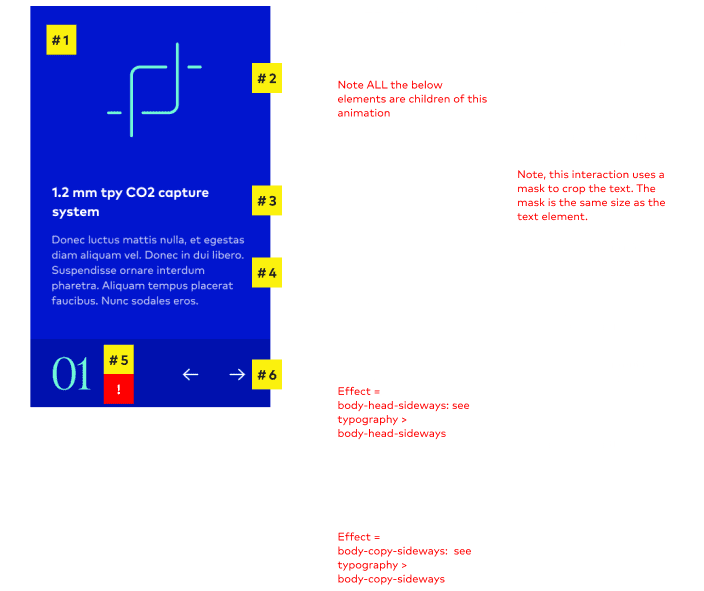 #1
#2
Note ALL the below
elements are children of this
animation
Note, this interaction uses a
mask to crop the text. The
mask is the same size as the
text element.
1.2 mm tpy CO2 capture
system
#3
Donec luctus mattis nulla, et egestas
diam aliquam vel. Donec in dui libero.
Suspendisse ornare interdum
pharetra. Aliquam tempus placerat
faucibus. Nunc sodales eros.
#4
01
#5
!
← →
#6
Effect =
body-head-sideways: see
typography >
body-head-sideways
Effect =
body-copy-sideways: see
typography >
body-copy-sideways